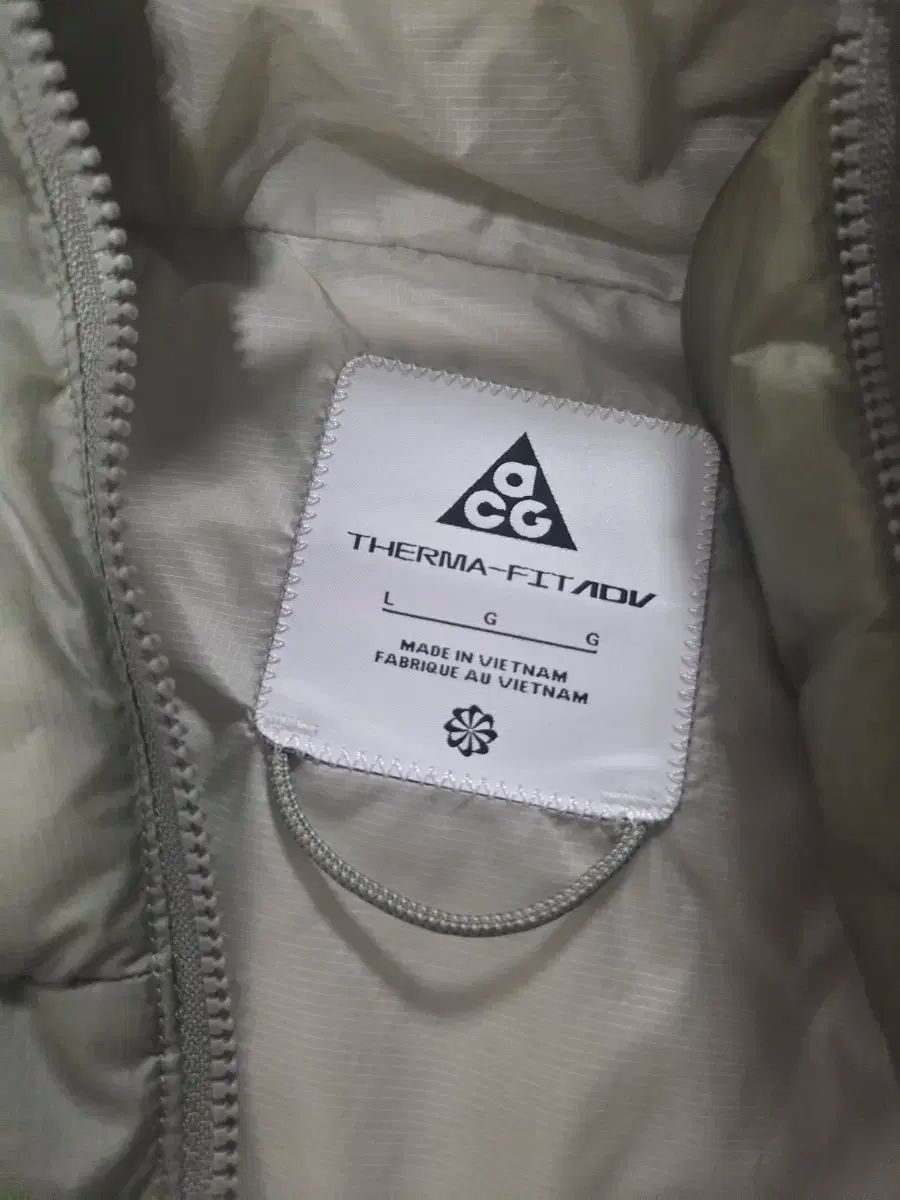 aCG
THERMA-FIT ADV
L G G
MADE IN VIETNAM
FABRIQUE AU VIETNAM